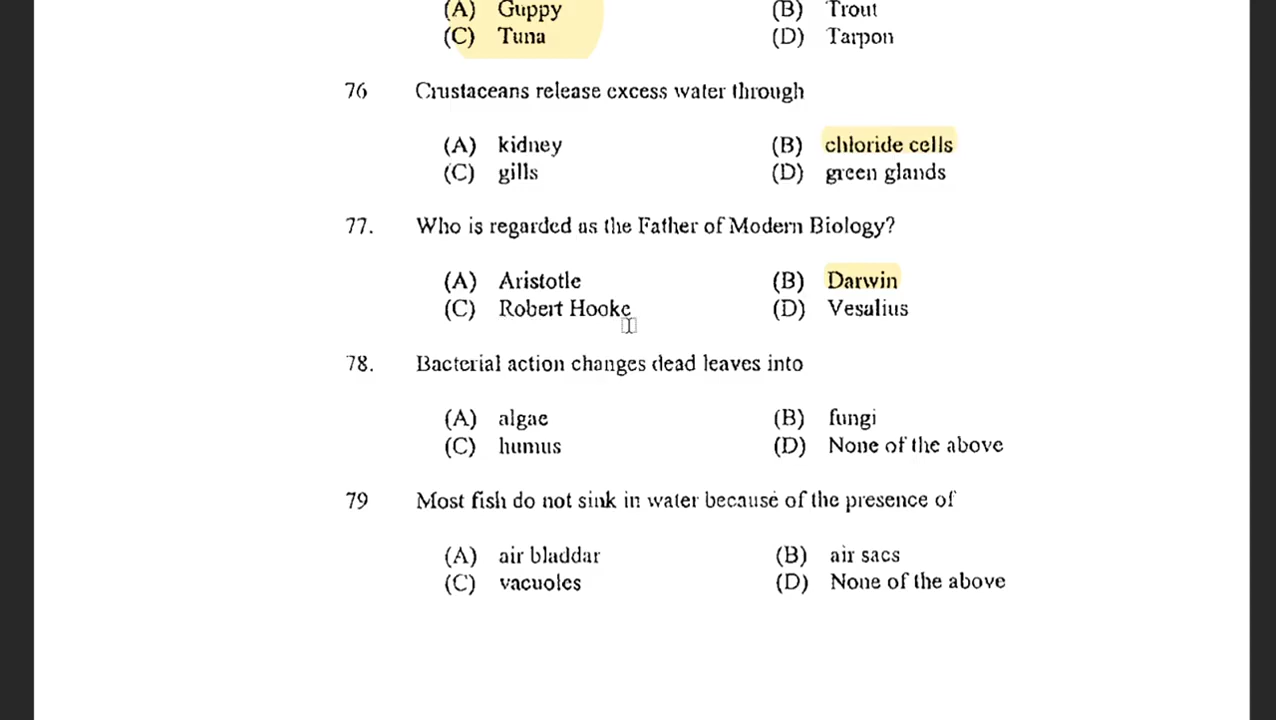 (A) Guppy (B) Trout
(C) Tuna (D) Tarpon
76 Crustaceans release excess water through
(A) kidney (B) chloride cells
(C) gills (D) green glands
77. Who is regarded as the Father of Modern Biology?
(A) Aristotle (B) Darwin
(C) Robert Hooke (D) Vesalius
78. Bacterial action changes dead leaves into
(A) algae (B) fungi
(C) humus (D) None of the above
79 Most fish do not sink in water because of the presence of
(A) air bladdar (B) air sacs
(C) vacuoles (D) None of the above